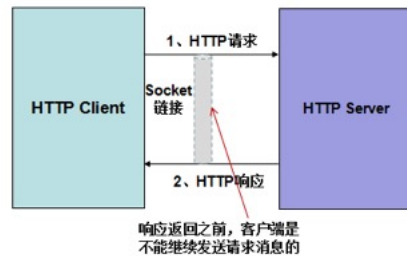 1、HTTP请求
HTTP Client
Socket
链接
HTTP Server
2、HTTP响应
响应返回之前，客户端是
不能继续发送请求消息的